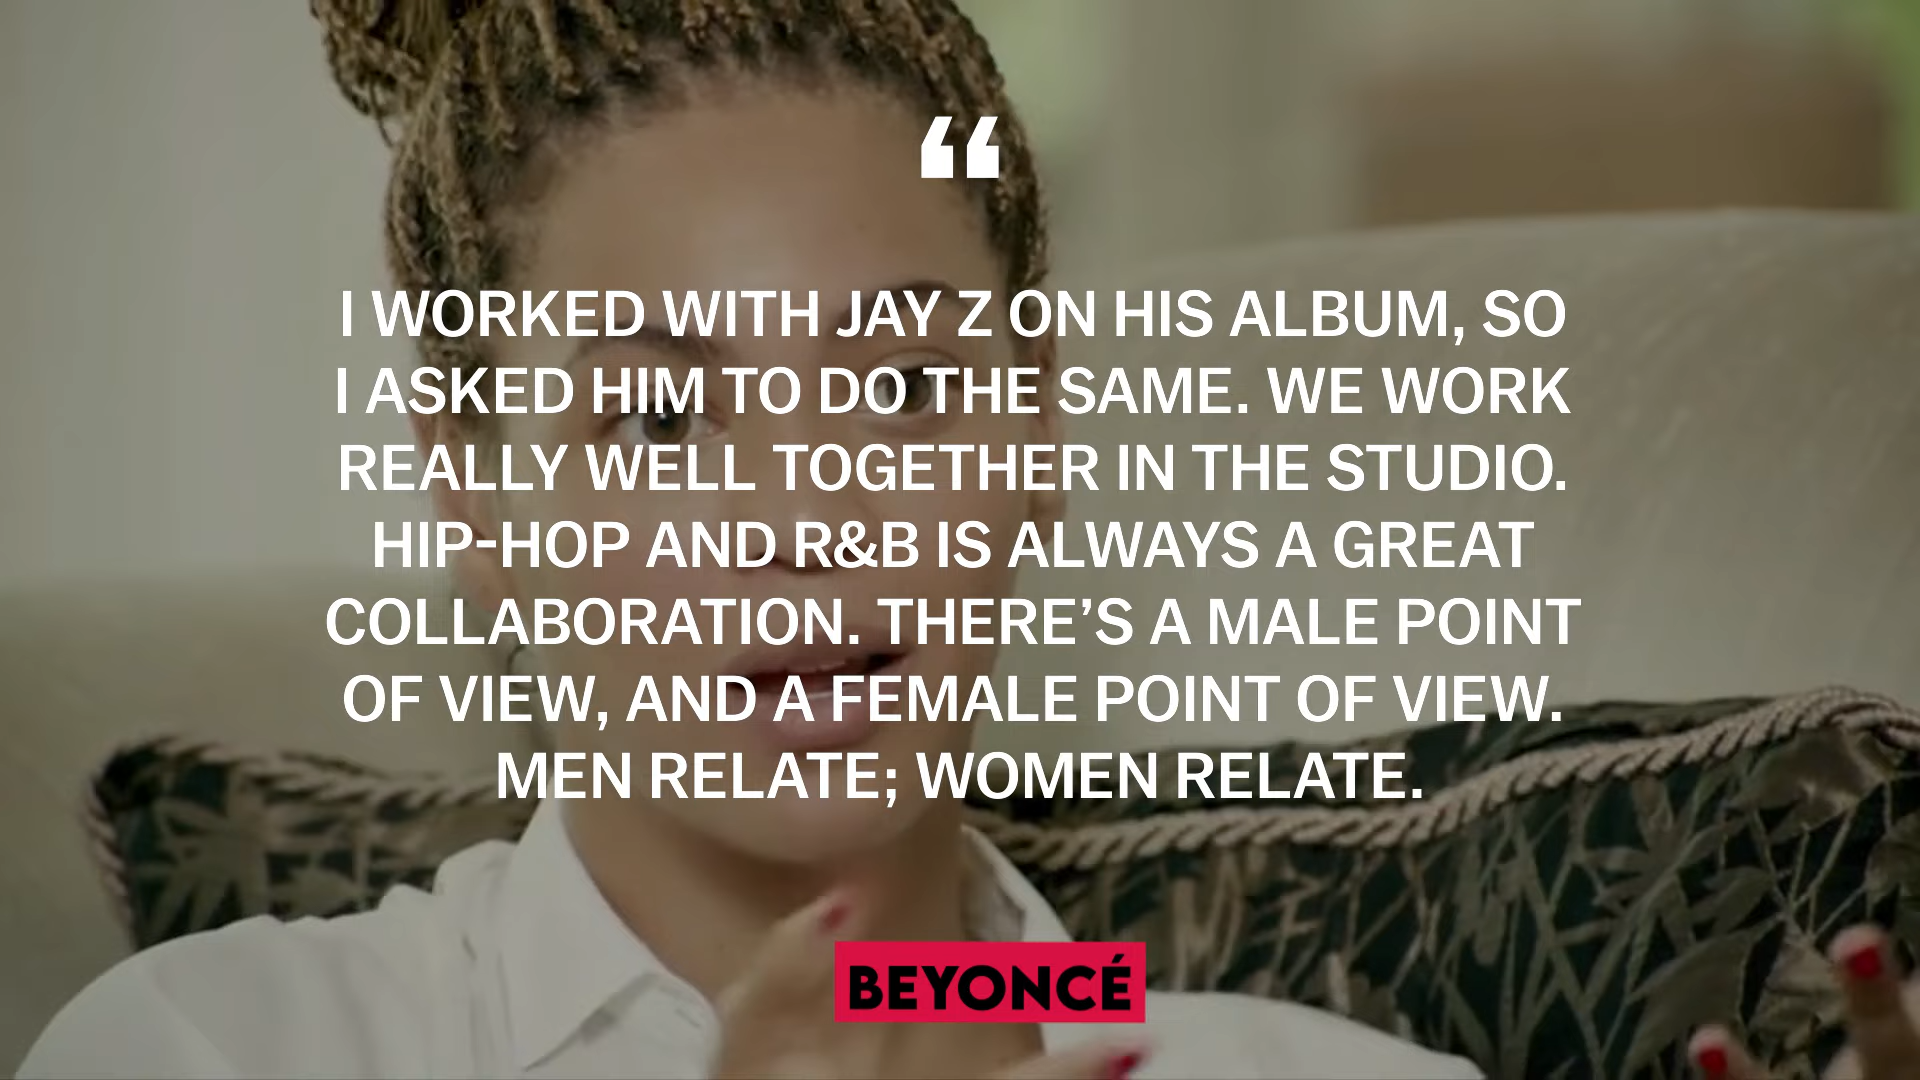 “
I WORKED WITH JAY Z ON HIS ALBUM, SO
I ASKED HIM TO DO THE SAME. WE WORK
REALLY WELL TOGETHER IN THE STUDIO.
HIP-HOP AND R&B IS ALWAYS A GREAT
COLLABORATION. THERE’S A MALE POINT
OF VIEW, AND A FEMALE POINT OF VIEW.
MEN RELATE; WOMEN RELATE.
BEYONCÉ